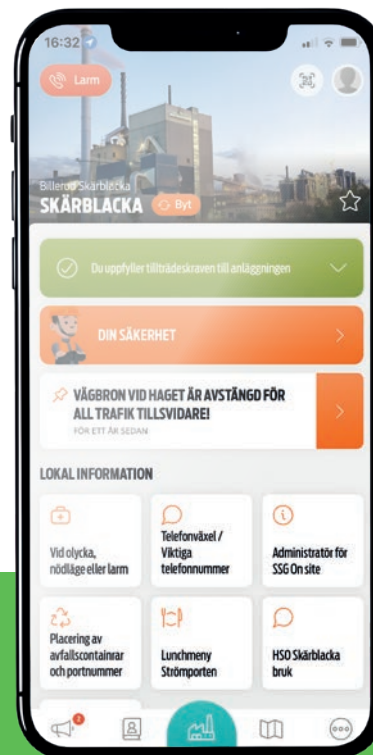 16:32
Larm
Billerud Skärblacka
SKÄRBLACKA
Byt
Du uppfyller tillträdeskraven till anläggningen
DIN SÄKERHET
VÄGBRON VID HAGET ÄR AVSTÄNGD FÖR
ALL TRAFIK TILLSVIDARE!
FÖR ETT ÅR SEDAN
LOKAL INFORMATION
Vid olycka,
nödläge eller larm
Telefonväxel /
Viktiga
telefonnummer
Administratör för
SSG On site
Placering av
avfallscontainrar
och portnummer
Lunchmeny
Strömporten
HSO Skärblacka
bruk
2